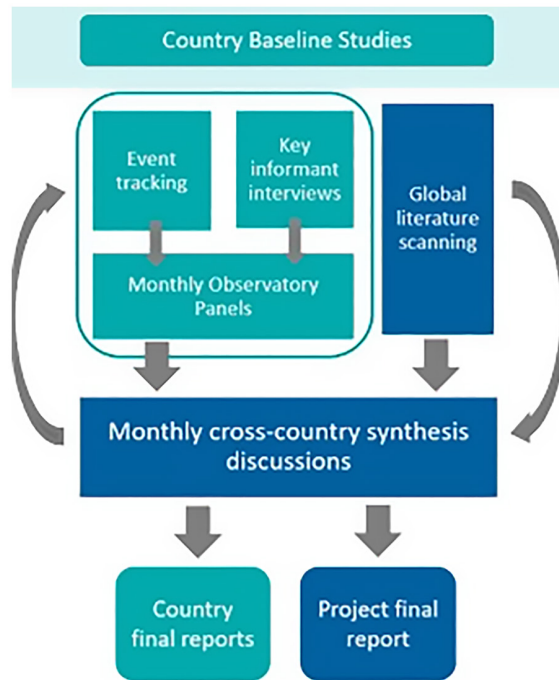 Country Baseline Studies
Event
tracking
Key
informant
interviews
Global
literature
scanning
Monthly Observatory
Panels
Monthly cross-country synthesis
discussions
Country
final reports
Project final
report